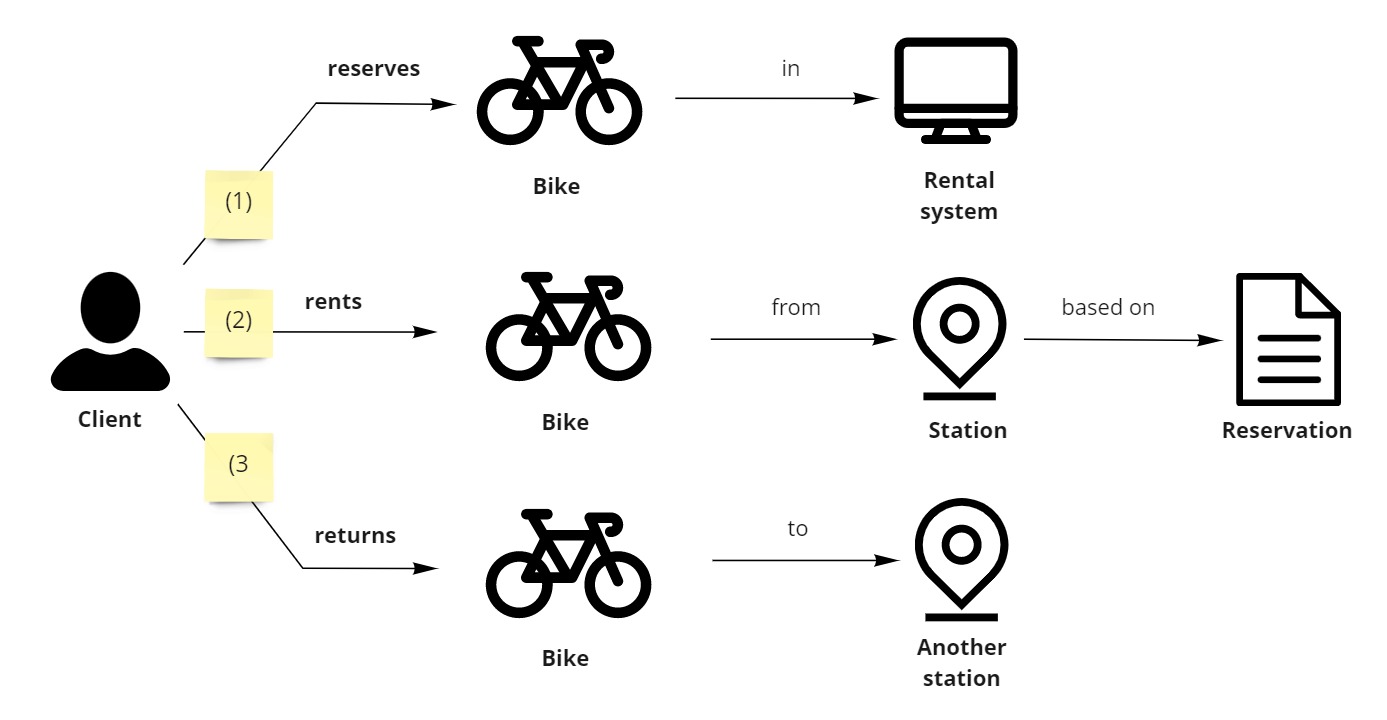 reserves
in
Bike
Rental
system
(1)
Client
(2)
rents
Bike
from
Station
based on
Reservation
(3
returns
Bike
to
Another
station